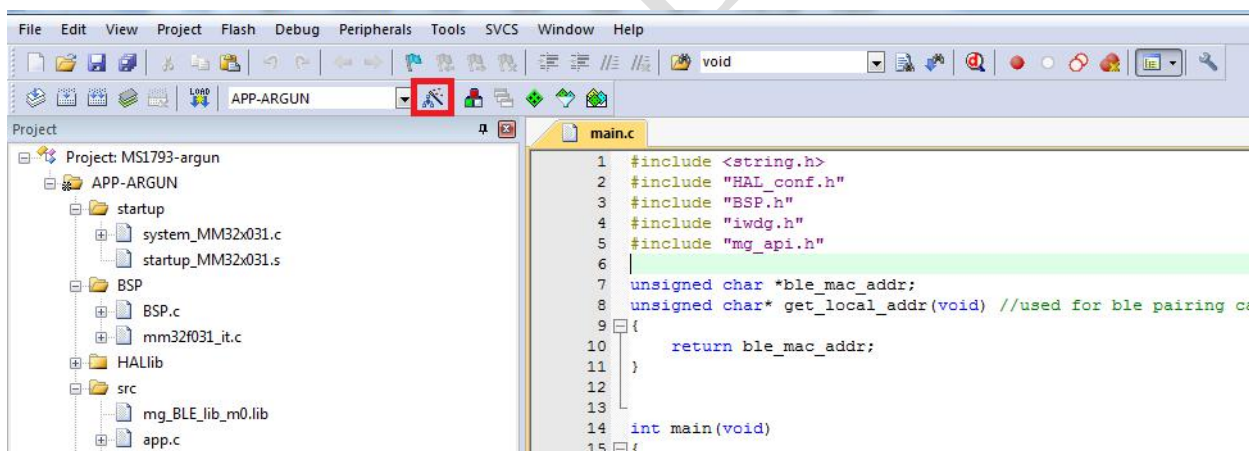 File Edit View Project Flash Debug Peripherals Tools SVCS Window Help
void
LOAD APP-ARGUN
Project
main.c
Project: MS1793-argun
APP-ARGUN
startup
system_MM32x031.c
startup_MM32x031.s
BSP
BSP.c
mm32f031_it.c
HALlib
src
mg_BLE_lib_m0.lib
app.c
1 #include <string.h>
2 #include "HAL_conf.h"
3 #include "BSP.h"
4 #include "iwdg.h"
5 #include "mg_api.h"
6
7 unsigned char *ble_mac_addr;
8 unsigned char* get_local_addr(void) //used for ble pairing ca
9 {
10 return ble_mac_addr;
11 }
12
13
14 int main(void)
15 {